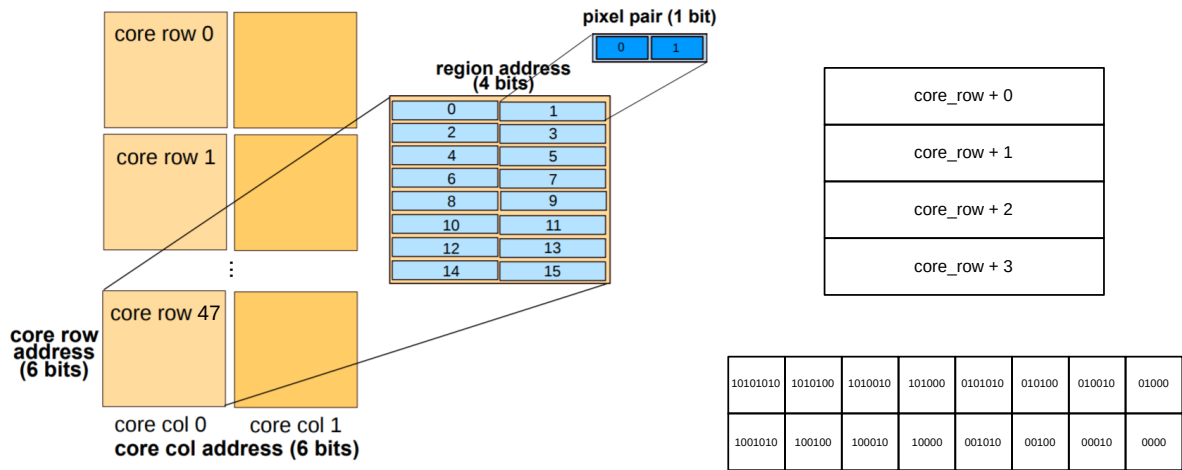 core row 0
core row 1
⋮
core row 47
core row
address
(6 bits)
core col 0 core col 1
core col address (6 bits)
region address
(4 bits)
0 1
2 3
4 5
6 7
8 9
10 11
12 13
14 15
pixel pair (1 bit)
0 1
core_row + 0
core_row + 1
core_row + 2
core_row + 3
10101010 1010100 1010010 101000 0101010 010100 010010 01000
1001010 100100 100010 10000 001010 00100 00010 0000